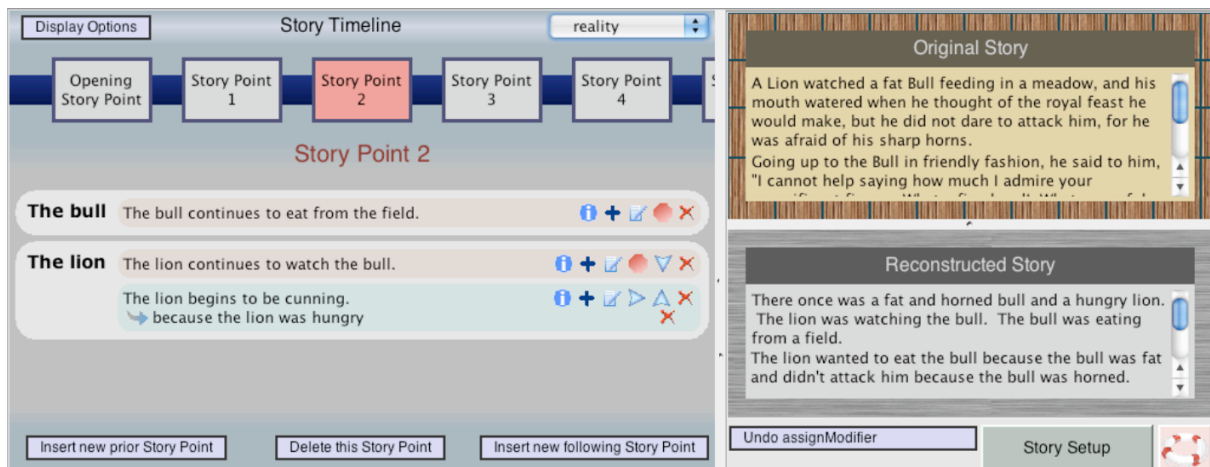 Display Options
Story Timeline
reality
Opening
Story Point
Story Point
1
Story Point
2
Story Point
3
Story Point
4
Story Point 2
The bull
The bull continues to eat from the field.
The lion
The lion continues to watch the bull.
The lion begins to be cunning.
because the lion was hungry
Insert new prior Story Point
Delete this Story Point
Insert new following Story Point
Original Story
A Lion watched a fat Bull feeding in a meadow, and his
mouth watered when he thought of the royal feast he
would make, but he did not dare to attack him, for he
was afraid of his sharp horns.
Going up to the Bull in friendly fashion, he said to him,
"I cannot help saying how much I admire your
Reconstructed Story
There once was a fat and horned bull and a hungry lion.
The lion was watching the bull. The bull was eating
from a field.
The lion wanted to eat the bull because the bull was fat
and didn't attack him because the bull was horned.
Undo assignModifier
Story Setup